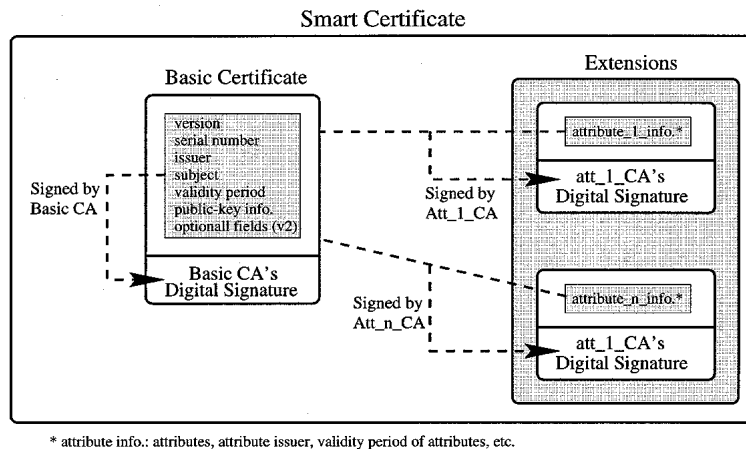 Smart Certificate
Basic Certificate
version
serial number
issuer
subject
validity period
public-key info.
optionall fields (v2)
Signed by
Basic CA
Basic CA's
Digital Signature
Extensions
attribute_1_info.*
Signed by
Att_1_CA
att_1_CA's
Digital Signature
attribute_n_info.*
Signed by
Att_n_CA
att_1_CA's
Digital Signature
* attribute info.: attributes, attribute issuer, validity period of attributes, etc.